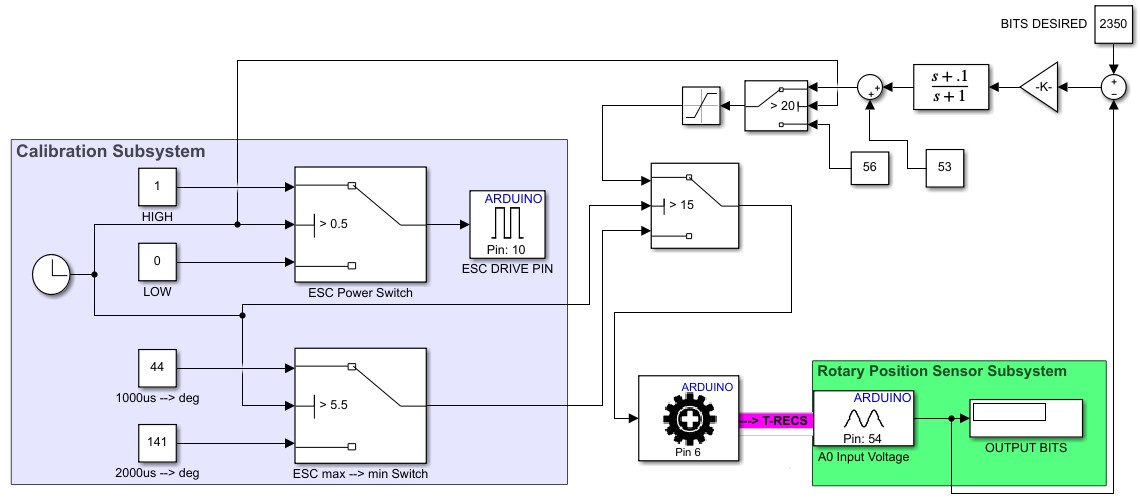 BITS DESIRED
2350
+
−
-K-
s + .1
s + 1
+
+
> 20
56
53
Calibration Subsystem
1
HIGH
> 0.5
ARDUINO
Pin: 10
ESC DRIVE PIN
0
LOW
ESC Power Switch
> 15
44
1000us --> deg
> 5.5
141
2000us --> deg
ESC max --> min Switch
ARDUINO
Pin 6
---> T-RECS
Rotary Position Sensor Subsystem
ARDUINO
Pin: 54
A0 Input Voltage
OUTPUT BITS